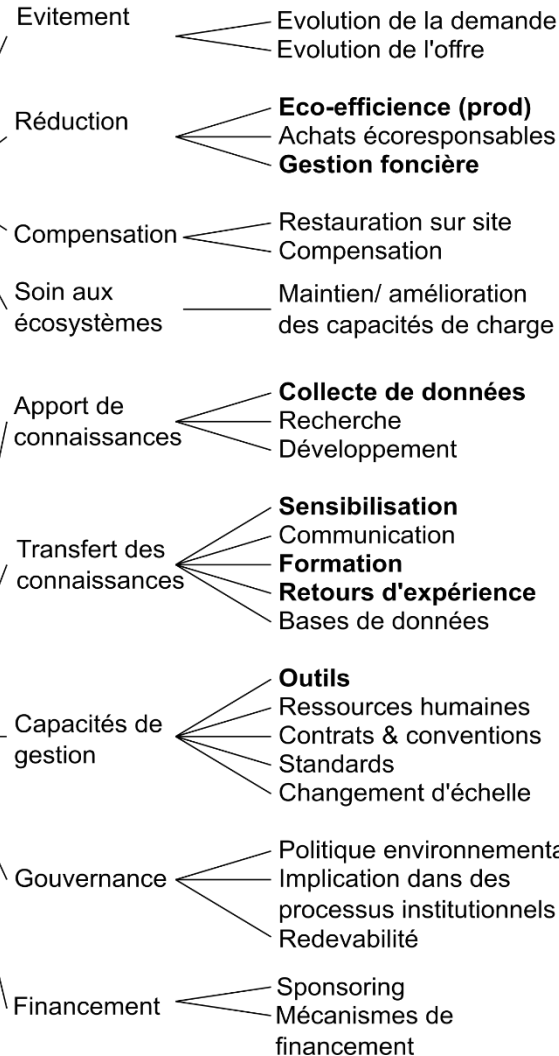 Evitement
Evolution de la demande
Evolution de l'offre
Réduction
Eco-efficience (prod)
Achats écoresponsables
Gestion foncière
Compensation
Restauration sur site
Compensation
Soin aux
écosystèmes
Maintien/ amélioration
des capacités de charge
Apport de
connaissances
Collecte de données
Recherche
Développement
Transfert des
connaissances
Sensibilisation
Communication
Formation
Retours d'expérience
Bases de données
Capacités de
gestion
Outils
Ressources humaines
Contrats & conventions
Standards
Changement d'échelle
Gouvernance
Politique environnementa
Implication dans des
processus institutionnels
Redevabilité
Financement
Sponsoring
Mécanismes de
financement